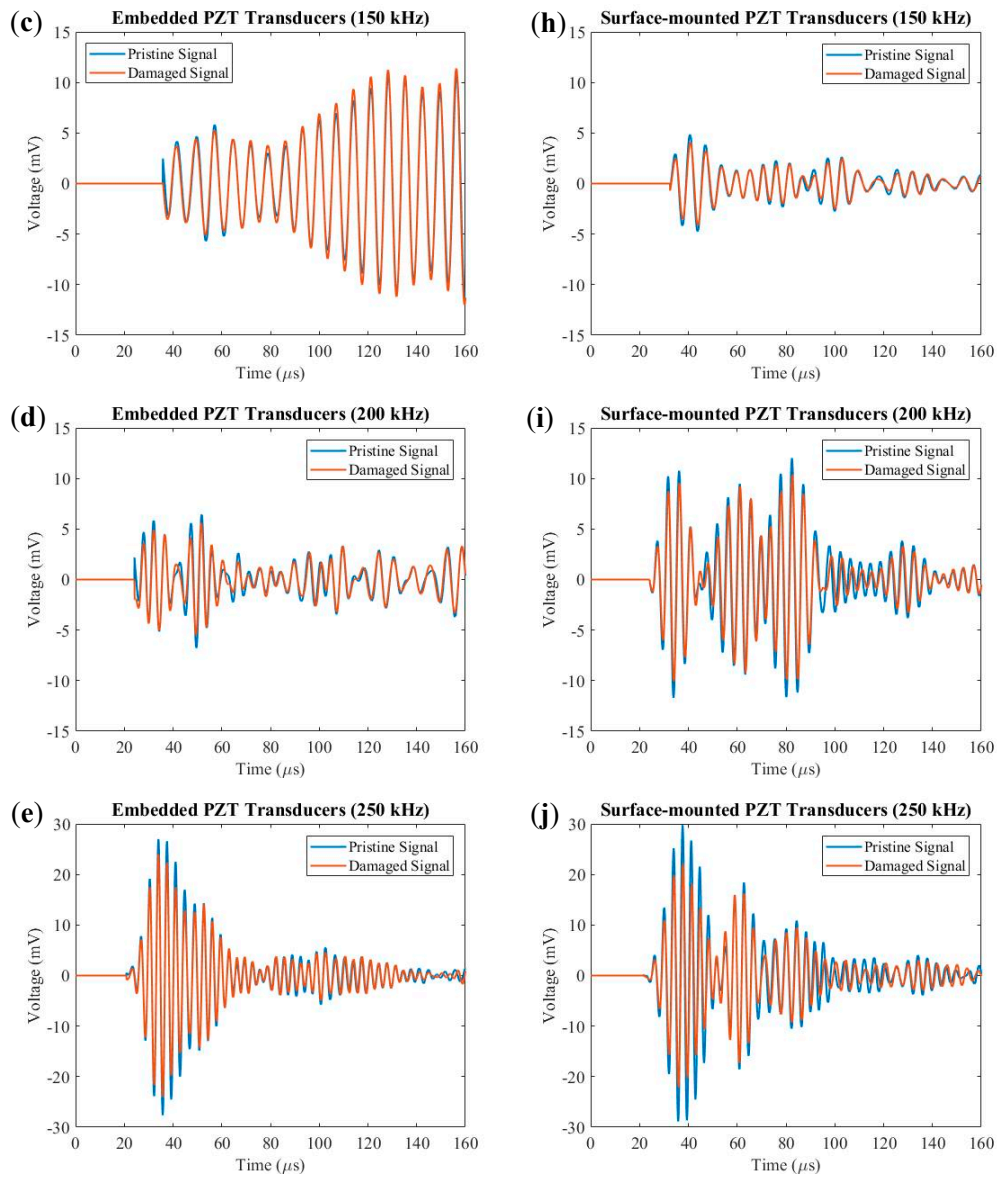 (c)
Embedded PZT Transducers (150 kHz)
Pristine Signal
Damaged Signal
Voltage (mV)
15
10
5
0
-5
-10
-15
0 20 40 60 80 100 120 140 160
Time (μs)
(h)
Surface-mounted PZT Transducers (150 kHz)
Pristine Signal
Damaged Signal
Voltage (mV)
15
10
5
0
-5
-10
-15
0 20 40 60 80 100 120 140 160
Time (μs)
(d)
Embedded PZT Transducers (200 kHz)
Pristine Signal
Damaged Signal
Voltage (mV)
15
10
5
0
-5
-10
-15
0 20 40 60 80 100 120 140 160
Time (μs)
(i)
Surface-mounted PZT Transducers (200 kHz)
Pristine Signal
Damaged Signal
Voltage (mV)
15
10
5
0
-5
-10
-15
0 20 40 60 80 100 120 140 160
Time (μs)
(e)
Embedded PZT Transducers (250 kHz)
Pristine Signal
Damaged Signal
Voltage (mV)
30
20
10
0
-10
-20
-30
0 20 40 60 80 100 120 140 160
Time (μs)
(j)
Surface-mounted PZT Transducers (250 kHz)
Pristine Signal
Damaged Signal
Voltage (mV)
30
20
10
0
-10
-20
-30
0 20 40 60 80 100 120 140 160
Time (μs)